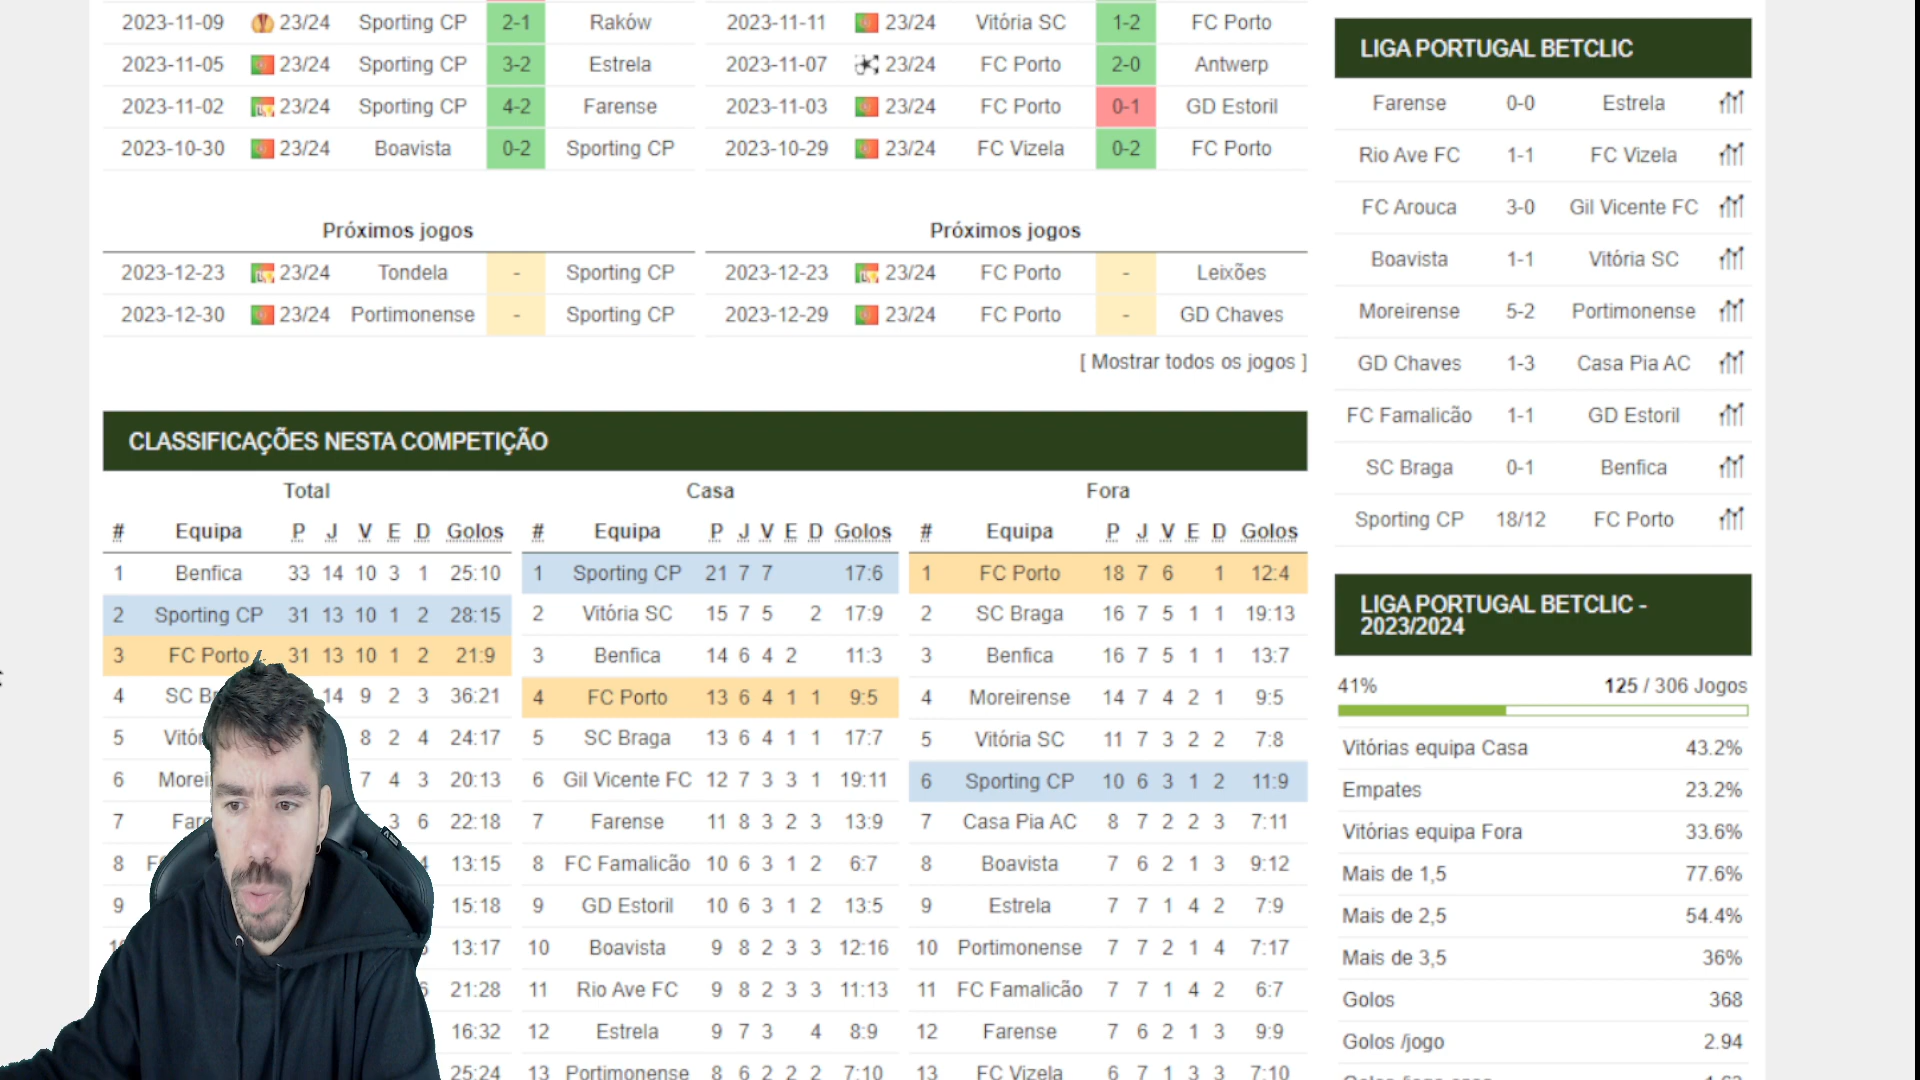 2023-11-09 23/24 Sporting CP 2-1 Raków
2023-11-05 23/24 Sporting CP 3-2 Estrela
2023-11-02 23/24 Sporting CP 4-2 Farense
2023-10-30 23/24 Boavista 0-2 Sporting CP
2023-11-11 23/24 Vitória SC 1-2 FC Porto
2023-11-07 23/24 FC Porto 2-0 Antwerp
2023-11-03 23/24 FC Porto 0-1 GD Estoril
2023-10-29 23/24 FC Vizela 0-2 FC Porto
Próximos jogos
2023-12-23 23/24 Tondela - Sporting CP
2023-12-30 23/24 Portimonense - Sporting CP
Próximos jogos
2023-12-23 23/24 FC Porto - Leixões
2023-12-29 23/24 FC Porto - GD Chaves
[ Mostrar todos os jogos ]
CLASSIFICAÇÕES NESTA COMPETIÇÃO
Total
# Equipa P J V E D Golos
1 Benfica 33 14 10 3 1 25:10
2 Sporting CP 31 13 10 1 2 28:15
3 FC Porto 31 13 10 1 2 21:9
4 SC 14 9 2 3 36:21
5 8 2 4 24:17
6 7 4 3 20:13
7 3 6 22:18
8 13:15
9 15:18
13:17
21:28
16:32
25:24
Casa
# Equipa P J V E D Golos
1 Sporting CP 21 7 7 17:6
2 Vitória SC 15 7 5 2 17:9
3 Benfica 14 6 4 2 11:3
4 FC Porto 13 6 4 1 1 9:5
5 SC Braga 13 6 4 1 1 17:7
6 Gil Vicente FC 12 7 3 3 1 19:11
7 Farense 11 8 3 2 3 13:9
8 FC Famalicão 10 6 3 1 2 6:7
9 GD Estoril 10 6 3 1 2 13:5
10 Boavista 9 8 2 3 3 12:16
11 Rio Ave FC 9 8 2 3 3 11:13
12 Estrela 9 7 3 4 8:9
13 Portimonense 8 6 2 2 2 7:10
Fora
# Equipa P J V E D Golos
1 FC Porto 18 7 6 1 12:4
2 SC Braga 16 7 5 1 1 19:13
3 Benfica 16 7 5 1 1 13:7
4 Moreirense 14 7 4 2 1 9:5
5 Vitória SC 11 7 3 2 2 7:8
6 Sporting CP 10 6 3 1 2 11:9
7 Casa Pia AC 8 7 2 2 3 7:11
8 Boavista 7 6 2 1 3 9:12
9 Estrela 7 7 1 4 2 7:9
10 Portimonense 7 7 2 1 4 7:17
11 FC Famalicão 7 7 1 4 2 6:7
12 Farense 7 6 2 1 3 9:9
13 FC Vizela 6 7 1 3 3 7:10
LIGA PORTUGAL BETCLIC
Farense 0-0 Estrela
Rio Ave FC 1-1 FC Vizela
FC Arouca 3-0 Gil Vicente FC
Boavista 1-1 Vitória SC
Moreirense 5-2 Portimonense
GD Chaves 1-3 Casa Pia AC
FC Famalicão 1-1 GD Estoril
SC Braga 0-1 Benfica
Sporting CP 18/12 FC Porto
LIGA PORTUGAL BETCLIC -
2023/2024
41% 125 / 306 Jogos
Vitórias equipa Casa 43.2%
Empates 23.2%
Vitórias equipa Fora 33.6%
Mais de 1,5 77.6%
Mais de 2,5 54.4%
Mais de 3,5 36%
Golos 368
Golos /jogo 2.94